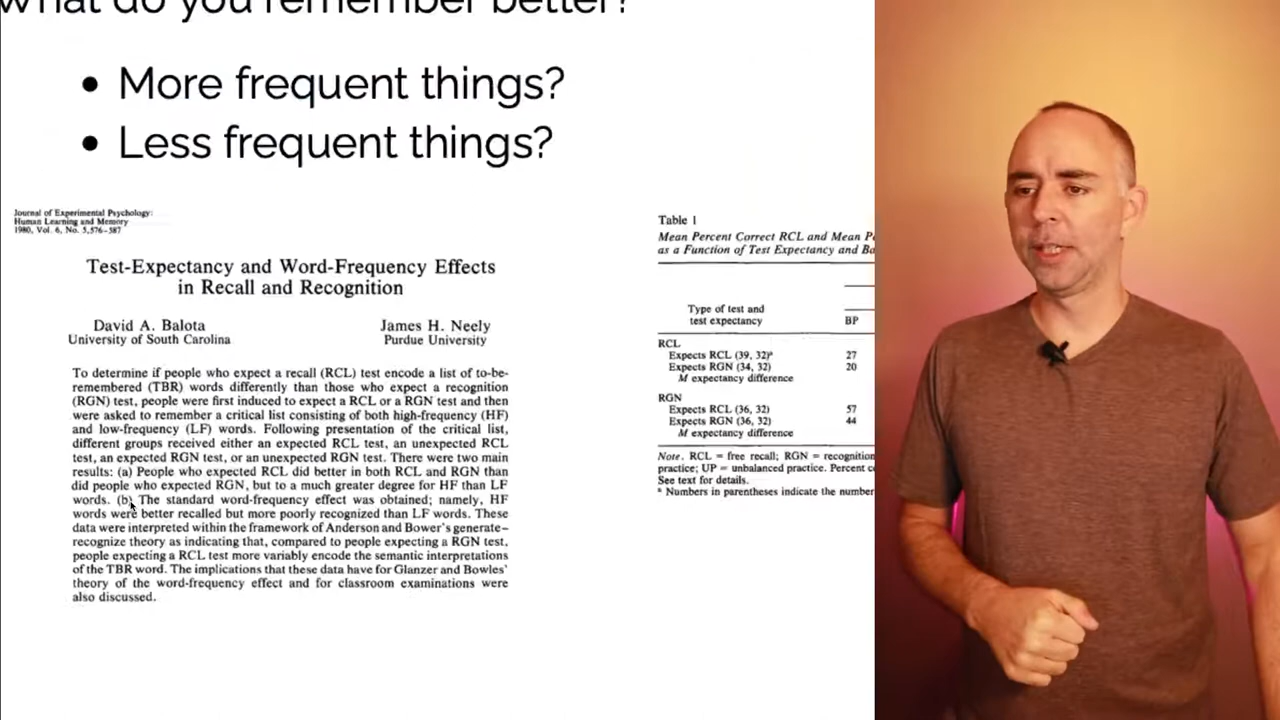 What do you remember better?
• More frequent things?
• Less frequent things?
Journal of Experimental Psychology:
Human Learning and Memory
1980, Vol. 6, No. 5, 576-587
Test-Expectancy and Word-Frequency Effects
in Recall and Recognition
David A. Balota
University of South Carolina
James H. Neely
Purdue University
To determine if people who expect a recall (RCL) test encode a list of to-be-
remembered (TBR) words differently than those who expect a recognition
(RGN) test, people were first induced to expect a RCL or a RGN test and then
were asked to remember a critical list consisting of both high-frequency (HF)
and low-frequency (LF) words. Following presentation of the critical list,
different groups received either an expected RCL test, an unexpected RCL
test, an expected RGN test, or an unexpected RGN test. There were two main
results: (a) People who expected RCL did better in both RCL and RGN than
did people who expected RGN, but to a much greater degree for HF than LF
words. (b) The standard word-frequency effect was obtained; namely, HF
words were better recalled but more poorly recognized than LF words. These
data were interpreted within the framework of Anderson and Bower's generate-
recognize theory as indicating that, compared to people expecting a RGN test,
people expecting a RCL test more variably encode the semantic interpretations
of the TBR word. The implications that these data have for Glanzer and Bowles'
theory of the word-frequency effect and for classroom examinations were
also discussed.
Table 1
Mean Percent Correct RCL and Mean P
as a Function of Test Expectancy and Ba
Type of test and
test expectancy BP
RCL
Expects RCL (39, 32)ª 27
Expects RGN (34, 32) 20
M expectancy difference
RGN
Expects RCL (36, 32) 57
Expects RGN (36, 32) 44
M expectancy difference
Note. RCL = free recall; RGN = recognition
practice; UP = unbalanced practice. Percent c
See text for details.
ª Numbers in parentheses indicate the number